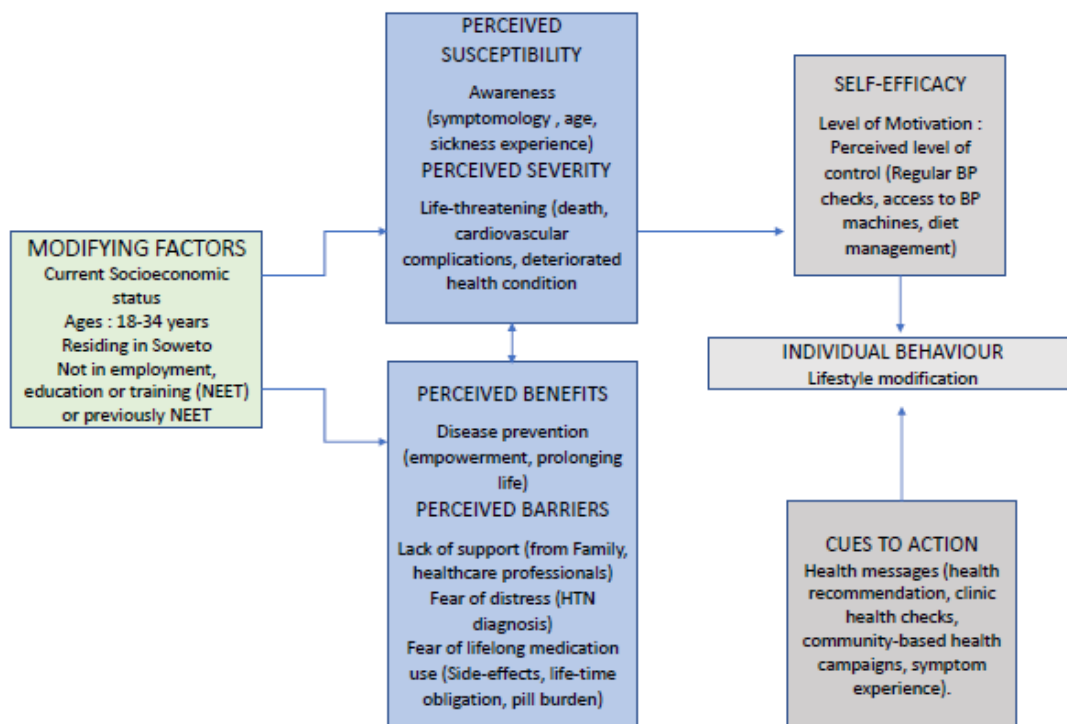 MODIFYING FACTORS
Current Socioeconomic
status
Ages : 18-34 years
Residing in Soweto
Not in employment,
education or training (NEET)
or previously NEET
PERCEIVED
SUSCEPTIBILITY
Awareness
(symptomology , age,
sickness experience)
PERCEIVED SEVERITY
Life-threatening (death,
cardiovascular
complications, deteriorated
health condition
PERCEIVED BENEFITS
Disease prevention
(empowerment, prolonging
life)
PERCEIVED BARRIERS
Lack of support (from Family,
healthcare professionals)
Fear of distress (HTN
diagnosis)
Fear of lifelong medication
use (Side-effects, life-time
obligation, pill burden)
SELF-EFFICACY
Level of Motivation :
Perceived level of
control (Regular BP
checks, access to BP
machines, diet
management)
INDIVIDUAL BEHAVIOUR
Lifestyle modification
CUES TO ACTION
Health messages (health
recommendation, clinic
health checks,
community-based health
campaigns, symptom
experience).